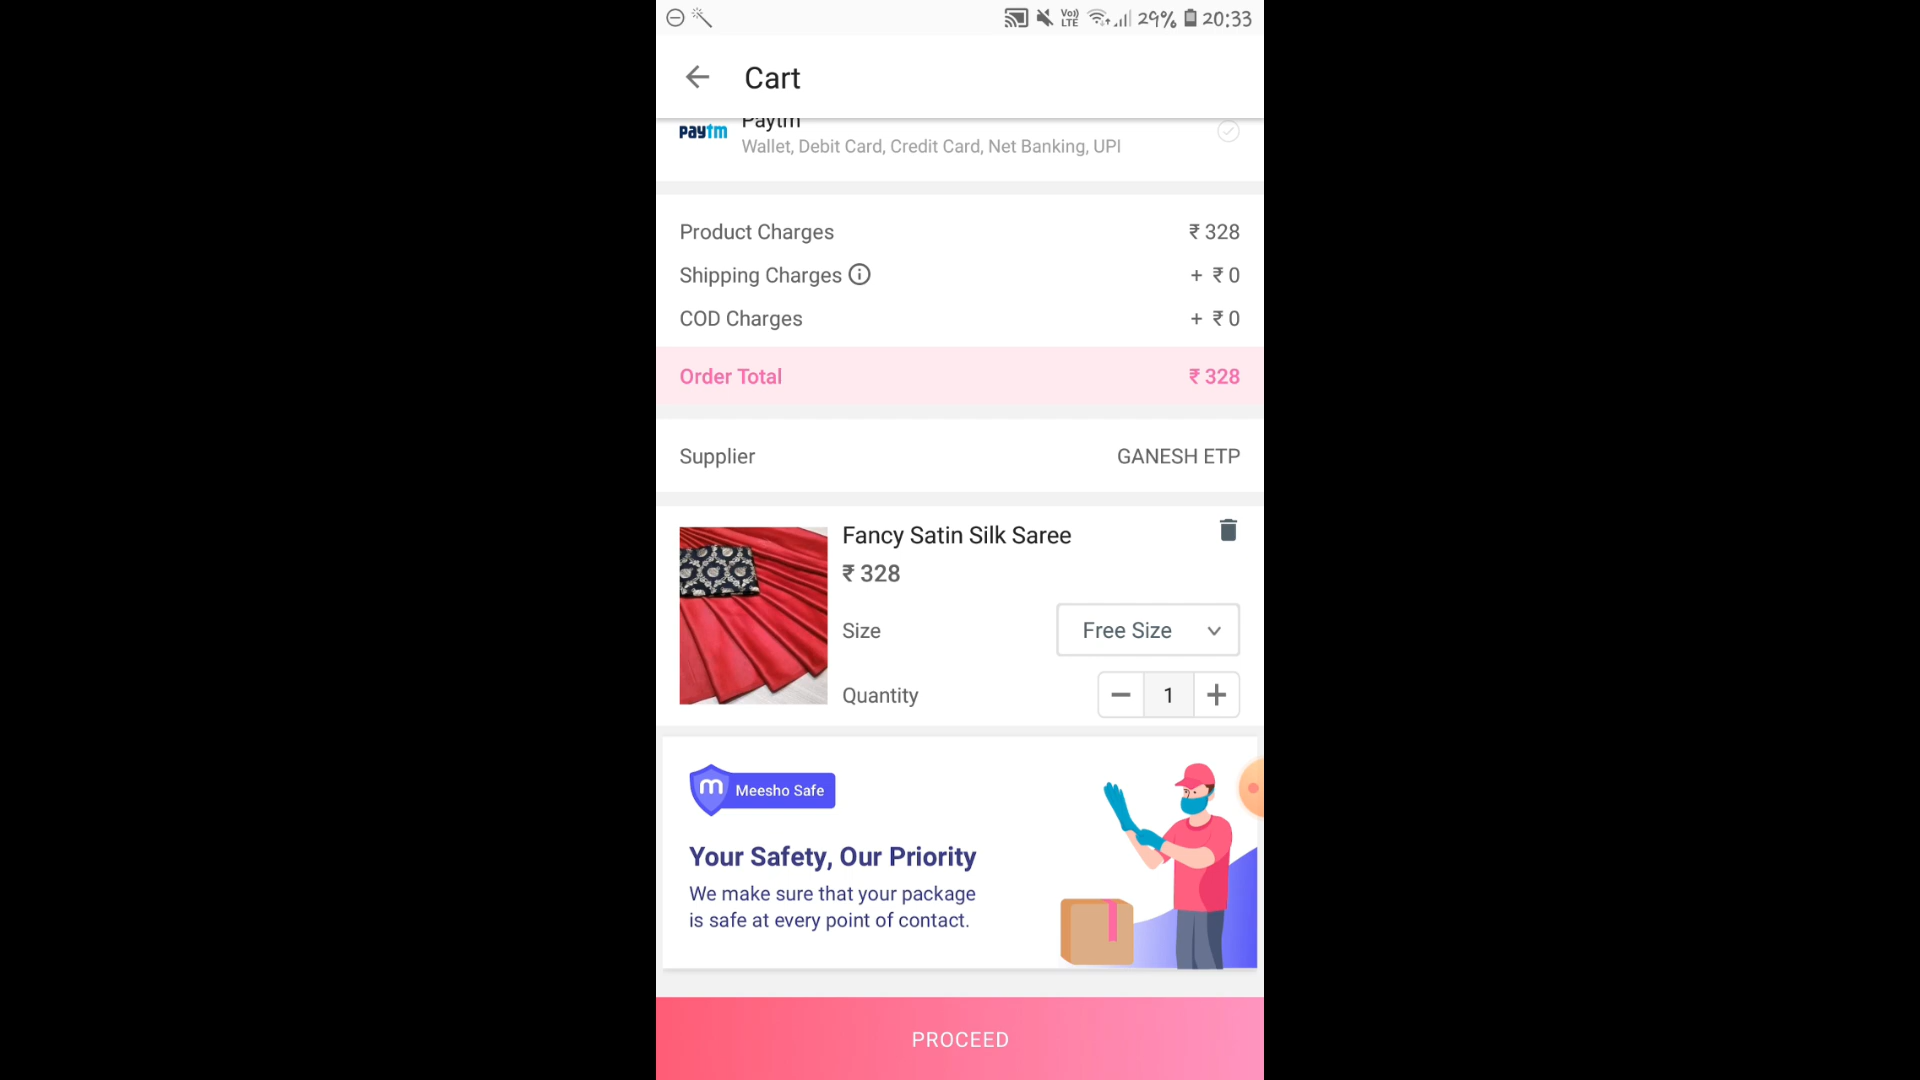 Vo))
LTE
29% 20:33
Cart
paytm
Paytm
Wallet, Debit Card, Credit Card, Net Banking, UPI
Product Charges ₹ 328
Shipping Charges + ₹ 0
COD Charges + ₹ 0
Order Total ₹ 328
Supplier GANESH ETP
Fancy Satin Silk Saree
₹ 328
Size Free Size
Quantity 1
m Meesho Safe
Your Safety, Our Priority
We make sure that your package
is safe at every point of contact.
PROCEED